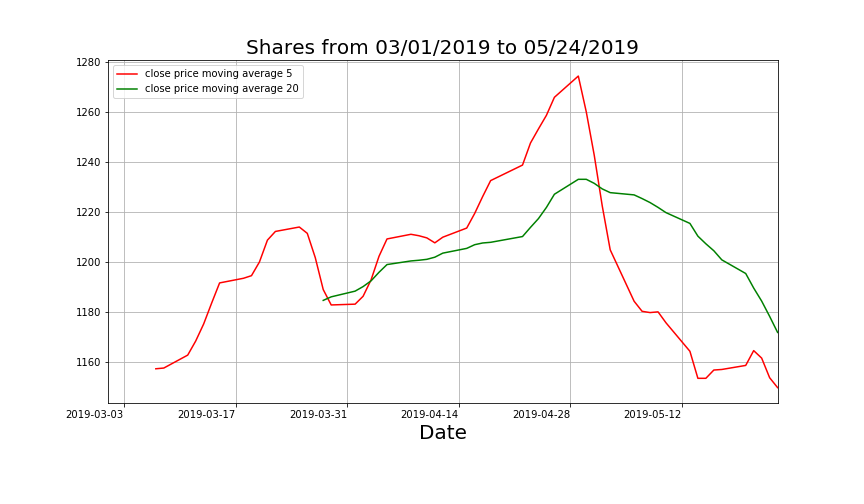 Shares from 03/01/2019 to 05/24/2019
1280
1260
1240
1220
1200
1180
1160
close price moving average 5
close price moving average 20
2019-03-03 2019-03-17 2019-03-31 2019-04-14 2019-04-28 2019-05-12
Date